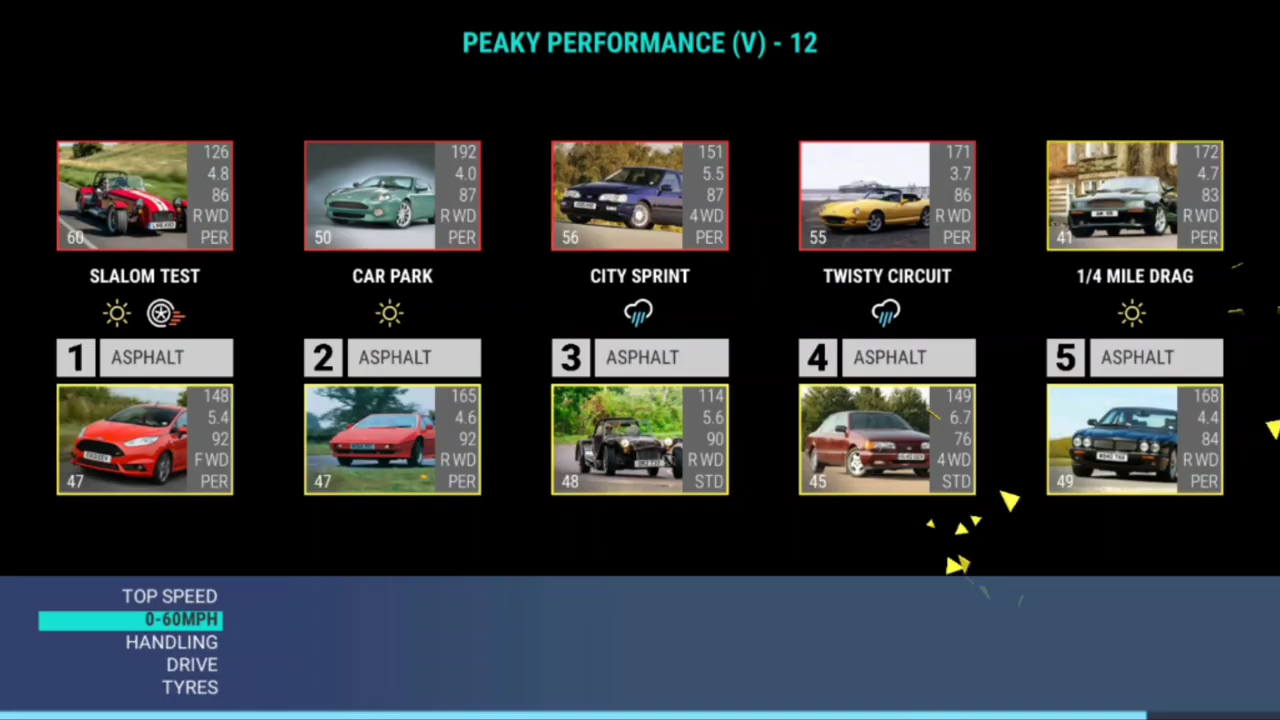 PEAKY PERFORMANCE (V) - 12
126
4.8
86
RWD
PER
60
192
4.0
87
RWD
PER
50
151
5.5
87
4WD
PER
56
171
3.7
86
RWD
PER
55
172
4.7
83
RWD
PER
41
SLALOM TEST
CAR PARK
CITY SPRINT
TWISTY CIRCUIT
1/4 MILE DRAG
1 ASPHALT
2 ASPHALT
3 ASPHALT
4 ASPHALT
5 ASPHALT
148
5.4
92
FWD
PER
47
165
4.6
92
RWD
PER
47
114
5.6
90
RWD
STD
48
149
6.7
76
4WD
STD
45
168
4.4
84
RWD
PER
49
TOP SPEED
0-60MPH
HANDLING
DRIVE
TYRES